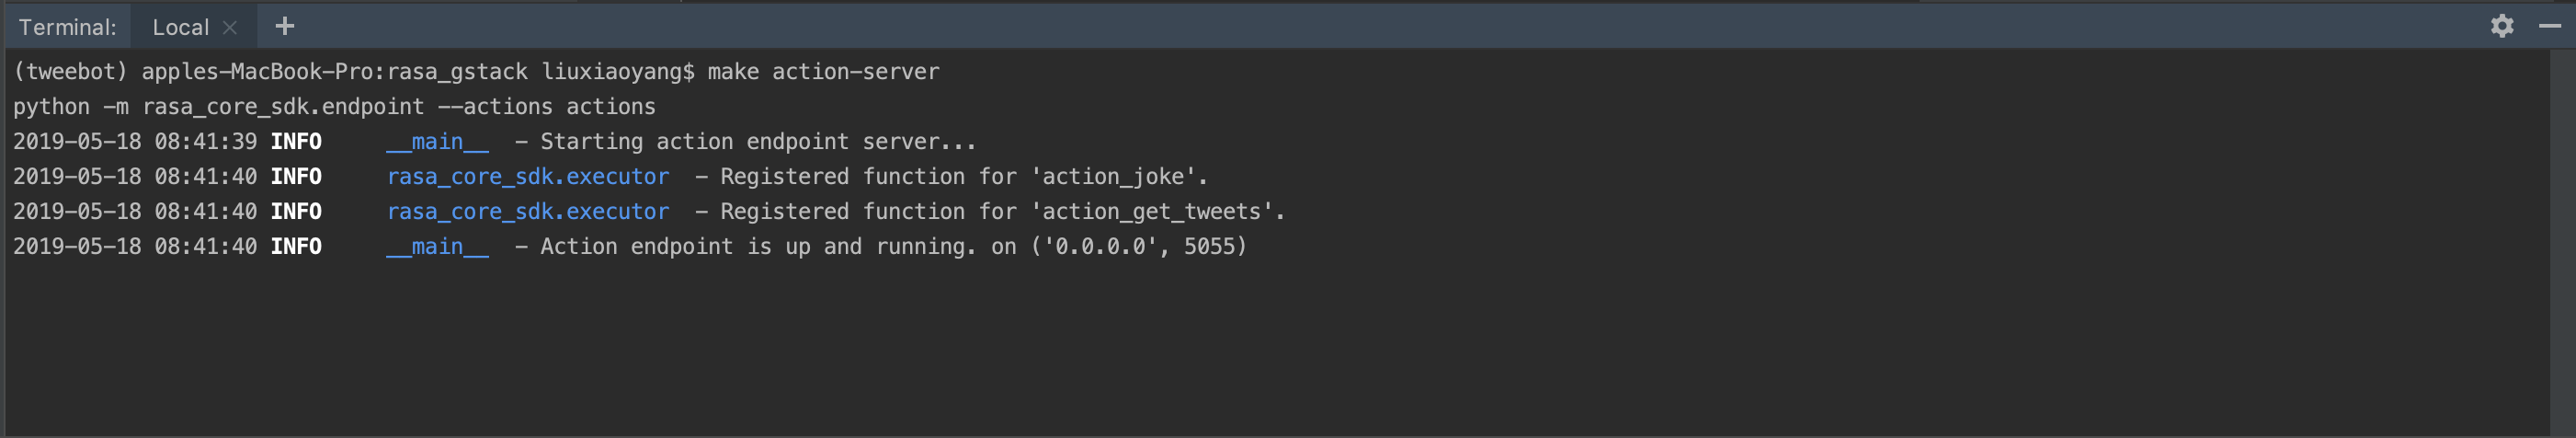 Terminal: Local × +
(tweebot) apples-MacBook-Pro:rasa_gstack liuxiaoyang$ make action-server
python -m rasa_core_sdk.endpoint --actions actions
2019-05-18 08:41:39 INFO     __main__  - Starting action endpoint server...
2019-05-18 08:41:40 INFO     rasa_core_sdk.executor  - Registered function for 'action_joke'.
2019-05-18 08:41:40 INFO     rasa_core_sdk.executor  - Registered function for 'action_get_tweets'.
2019-05-18 08:41:40 INFO     __main__  - Action endpoint is up and running. on ('0.0.0.0', 5055)